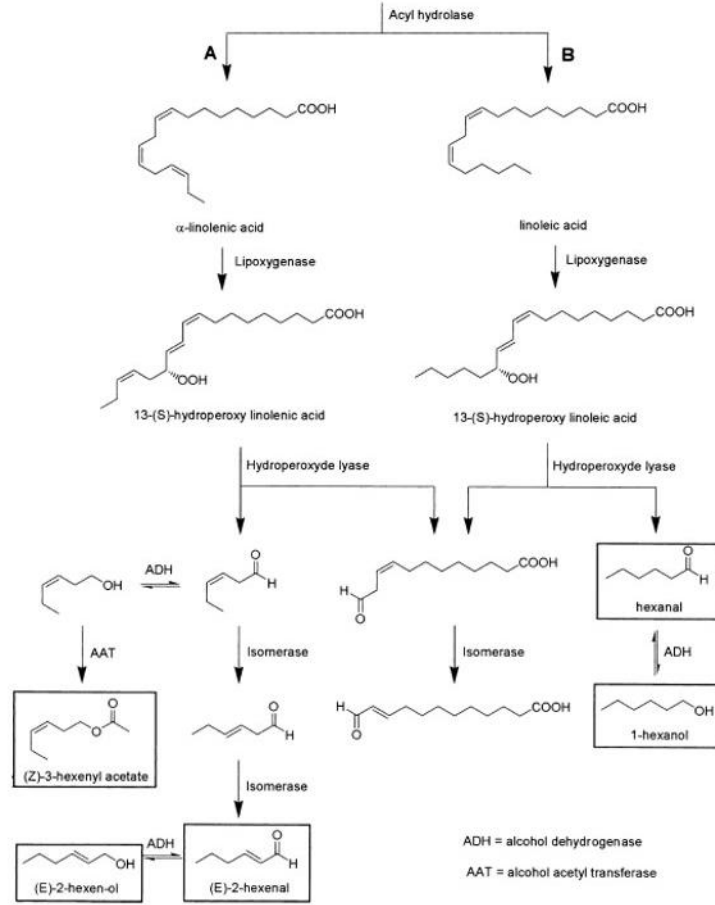 Acyl hydrolase
A
B
COOH
COOH
α-linolenic acid
linoleic acid
Lipoxygenase
Lipoxygenase
COOH
COOH
OOH
OOH
13-(S)-hydroperoxy linolenic acid
13-(S)-hydroperoxy linoleic acid
Hydroperoxyde lyase
Hydroperoxyde lyase
OH
ADH
O
H
COOH
O
O
H
hexanal
AAT
Isomerase
Isomerase
ADH
O
O
(Z)-3-hexenyl acetate
O
H
O
COOH
OH
1-hexanol
Isomerase
OH
(E)-2-hexen-ol
ADH
O
H
(E)-2-hexenal
ADH = alcohol dehydrogenase
AAT = alcohol acetyl transferase